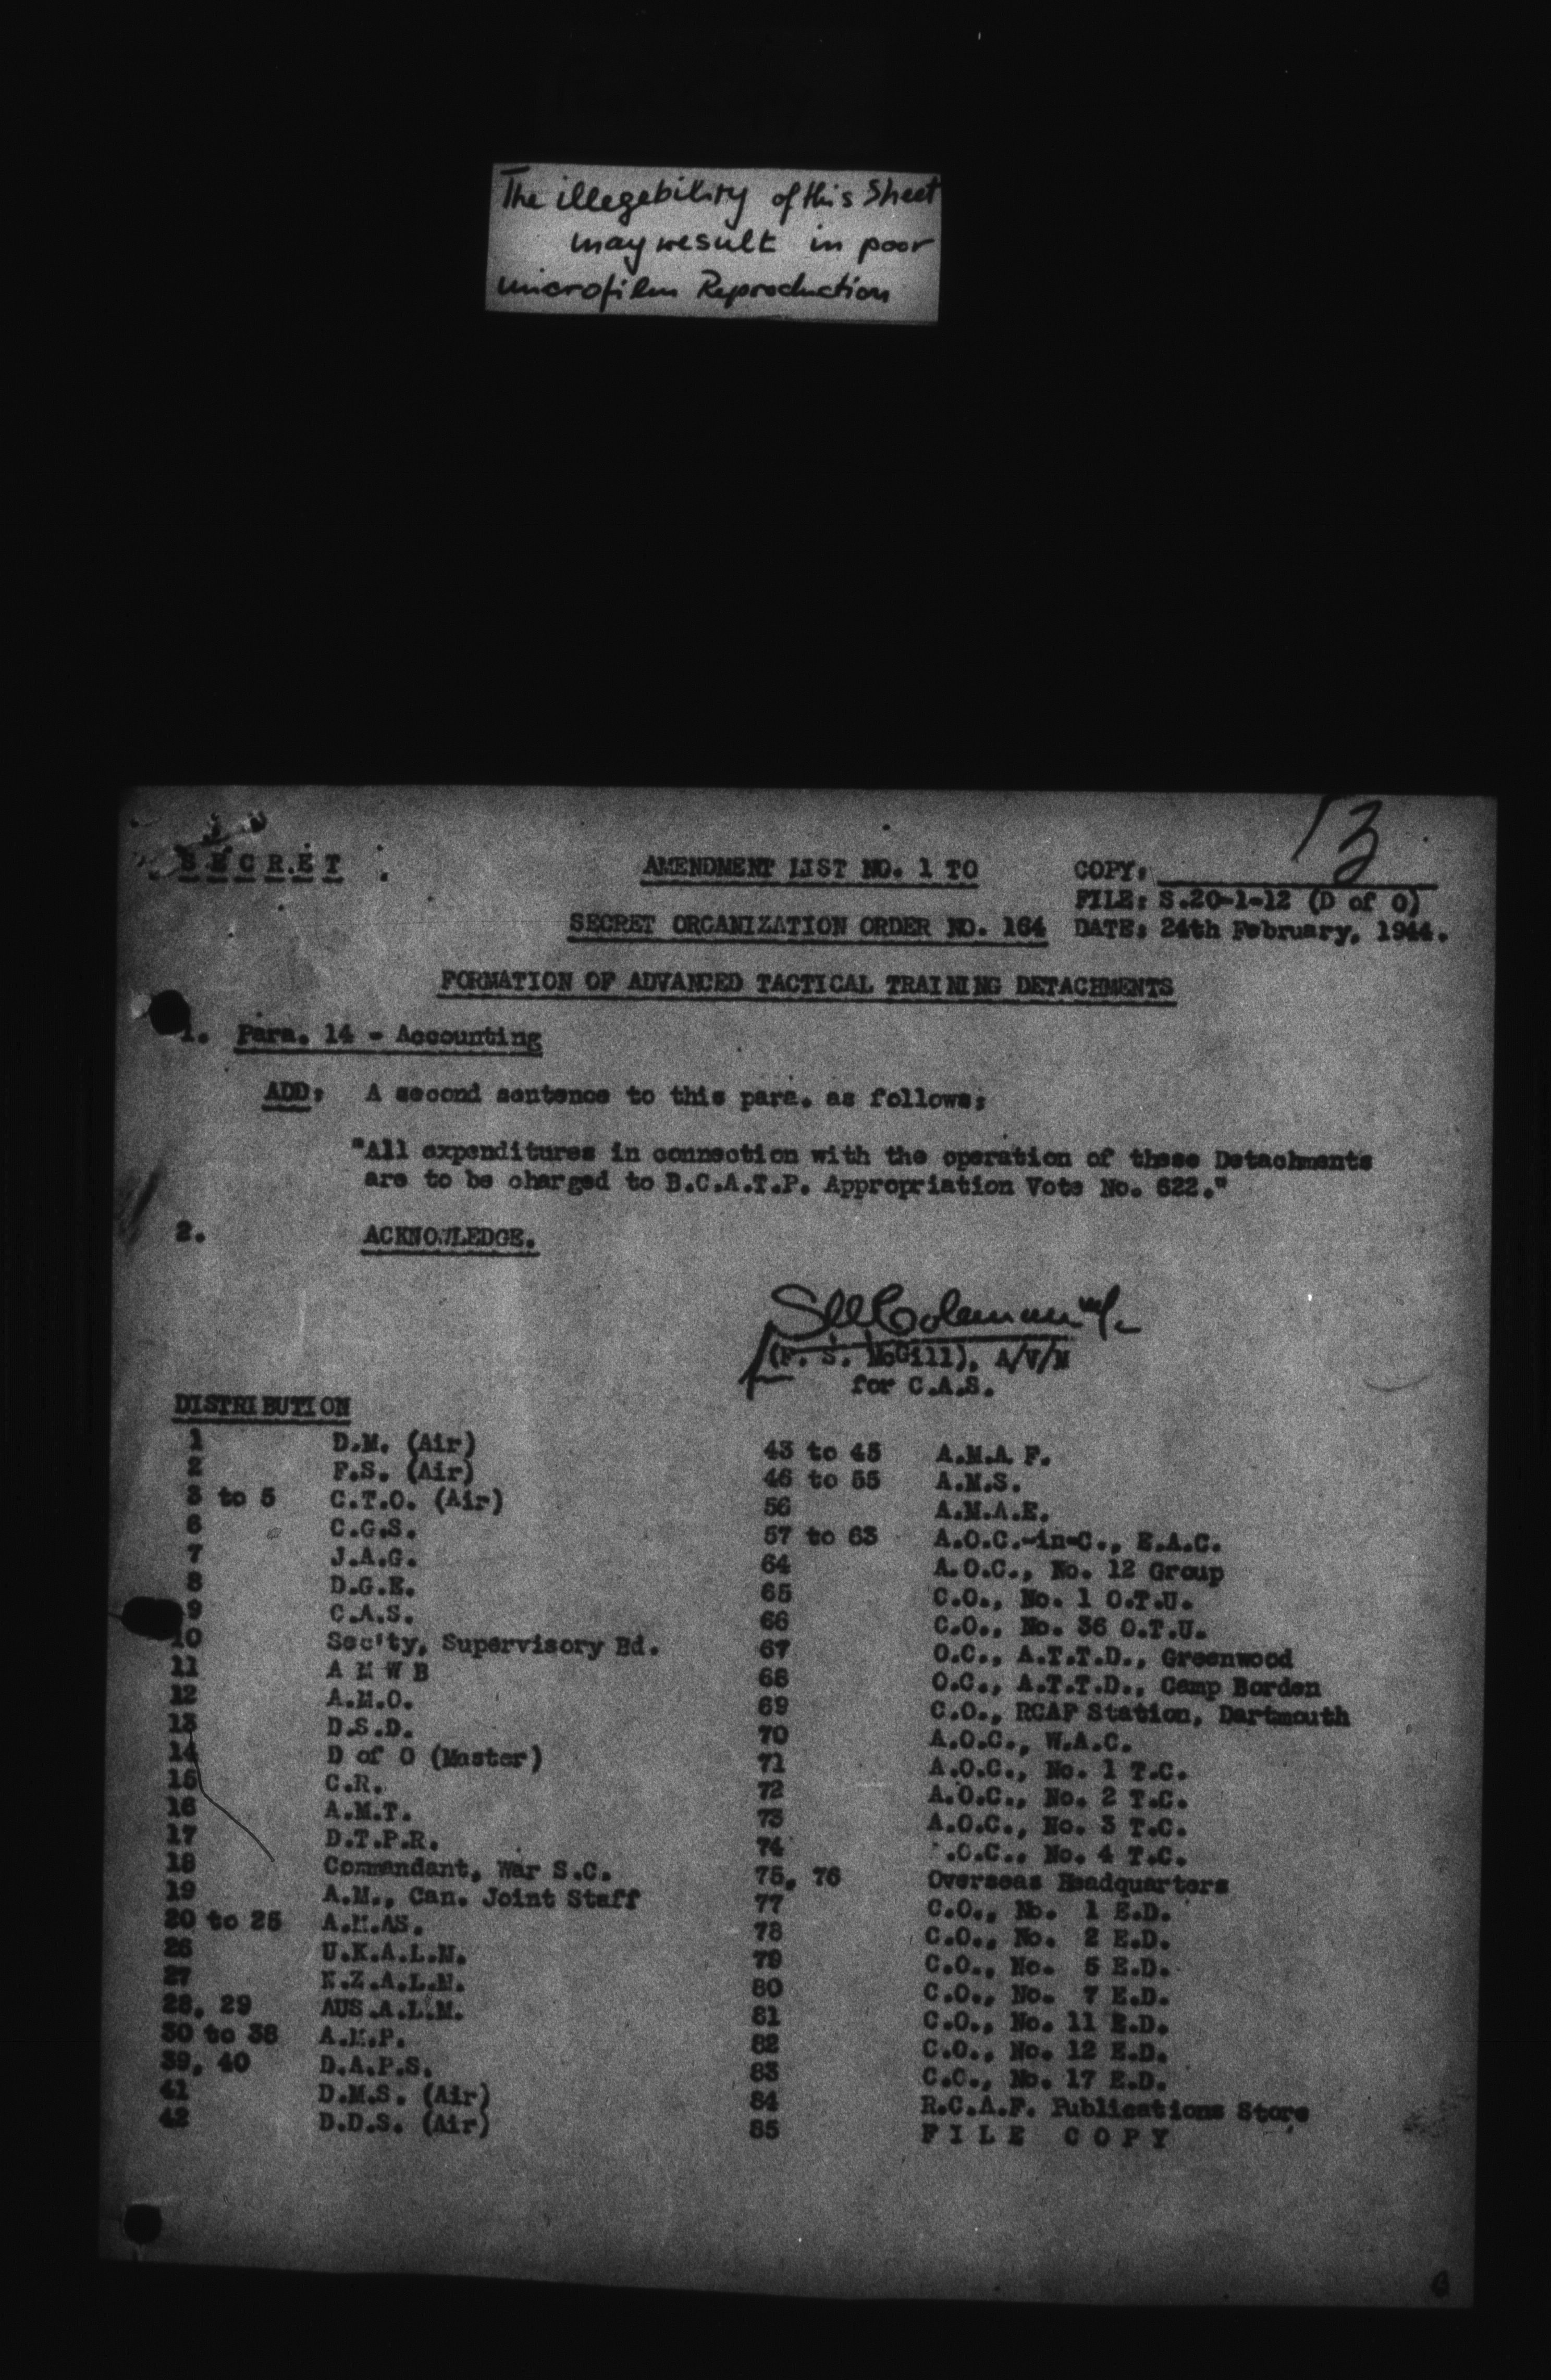 The illegebility of this Sheet
may result in poor
microfilm Reproduction
13
S E C R E T
AMENDMENT LIST NO. 1 TO
COPY:
FILE: S.20-1-12 (D of O)
SECRET ORGANIZATION ORDER NO. 164
DATE: 24th February, 1944.
FORMATION OF ADVANCED TACTICAL TRAINING DETACHMENTS
1. Para. 14 - Accounting
ADD: A second sentence to this para. as follows:
"All expenditures in connection with the operation of these Detachments
are to be charged to B.C.A.T.P. Appropriation Vote No. 622."
2. ACKNOWLEDGE.
(F. S. McGill), A/V/M
for C.A.S.
DISTRIBUTION
1 D.M. (Air)
2 F.S. (Air)
3 to 5 C.T.O. (Air)
6 C.G.S.
7 J.A.G.
8 D.G.E.
9 C.A.S.
10 Sec'ty, Supervisory Bd.
11 A M W B
12 A.M.O.
13 D.S.D.
14 D of O (Master)
15 C.R.
16 A.M.T.
17 D.T.P.R.
18 Commandant, War S.C.
19 A.M., Can. Joint Staff
20 to 25 A.M.AS.
26 U.K.A.L.M.
27 N.Z.A.L.M.
28, 29 AUS.A.L.M.
30 to 38 A.M.P.
39, 40 D.A.P.S.
41 D.M.S. (Air)
42 D.D.S. (Air)
43 to 45 A.M.A F.
46 to 55 A.M.S.
56 A.M.A.E.
57 to 63 A.O.C.-in-C., E.A.C.
64 A.O.C., No. 12 Group
65 C.O., No. 1 O.T.U.
66 C.O., No. 36 O.T.U.
67 O.C., A.T.T.D., Greenwood
68 O.C., A.T.T.D., Camp Borden
69 C.O., RCAF Station, Dartmouth
70 A.O.C., W.A.C.
71 A.O.C., No. 1 T.C.
72 A.O.C., No. 2 T.C.
73 A.O.C., No. 3 T.C.
74 .O.C., No. 4 T.C.
75, 76 Overseas Headquarters
77 C.O., No. 1 E.D.
78 C.O., No. 2 E.D.
79 C.O., No. 5 E.D.
80 C.O., No. 7 E.D.
81 C.O., No. 11 E.D.
82 C.O., No. 12 E.D.
83 C.O., No. 17 E.D.
84 R.C.A.F. Publications Store
85 F I L E C O P Y